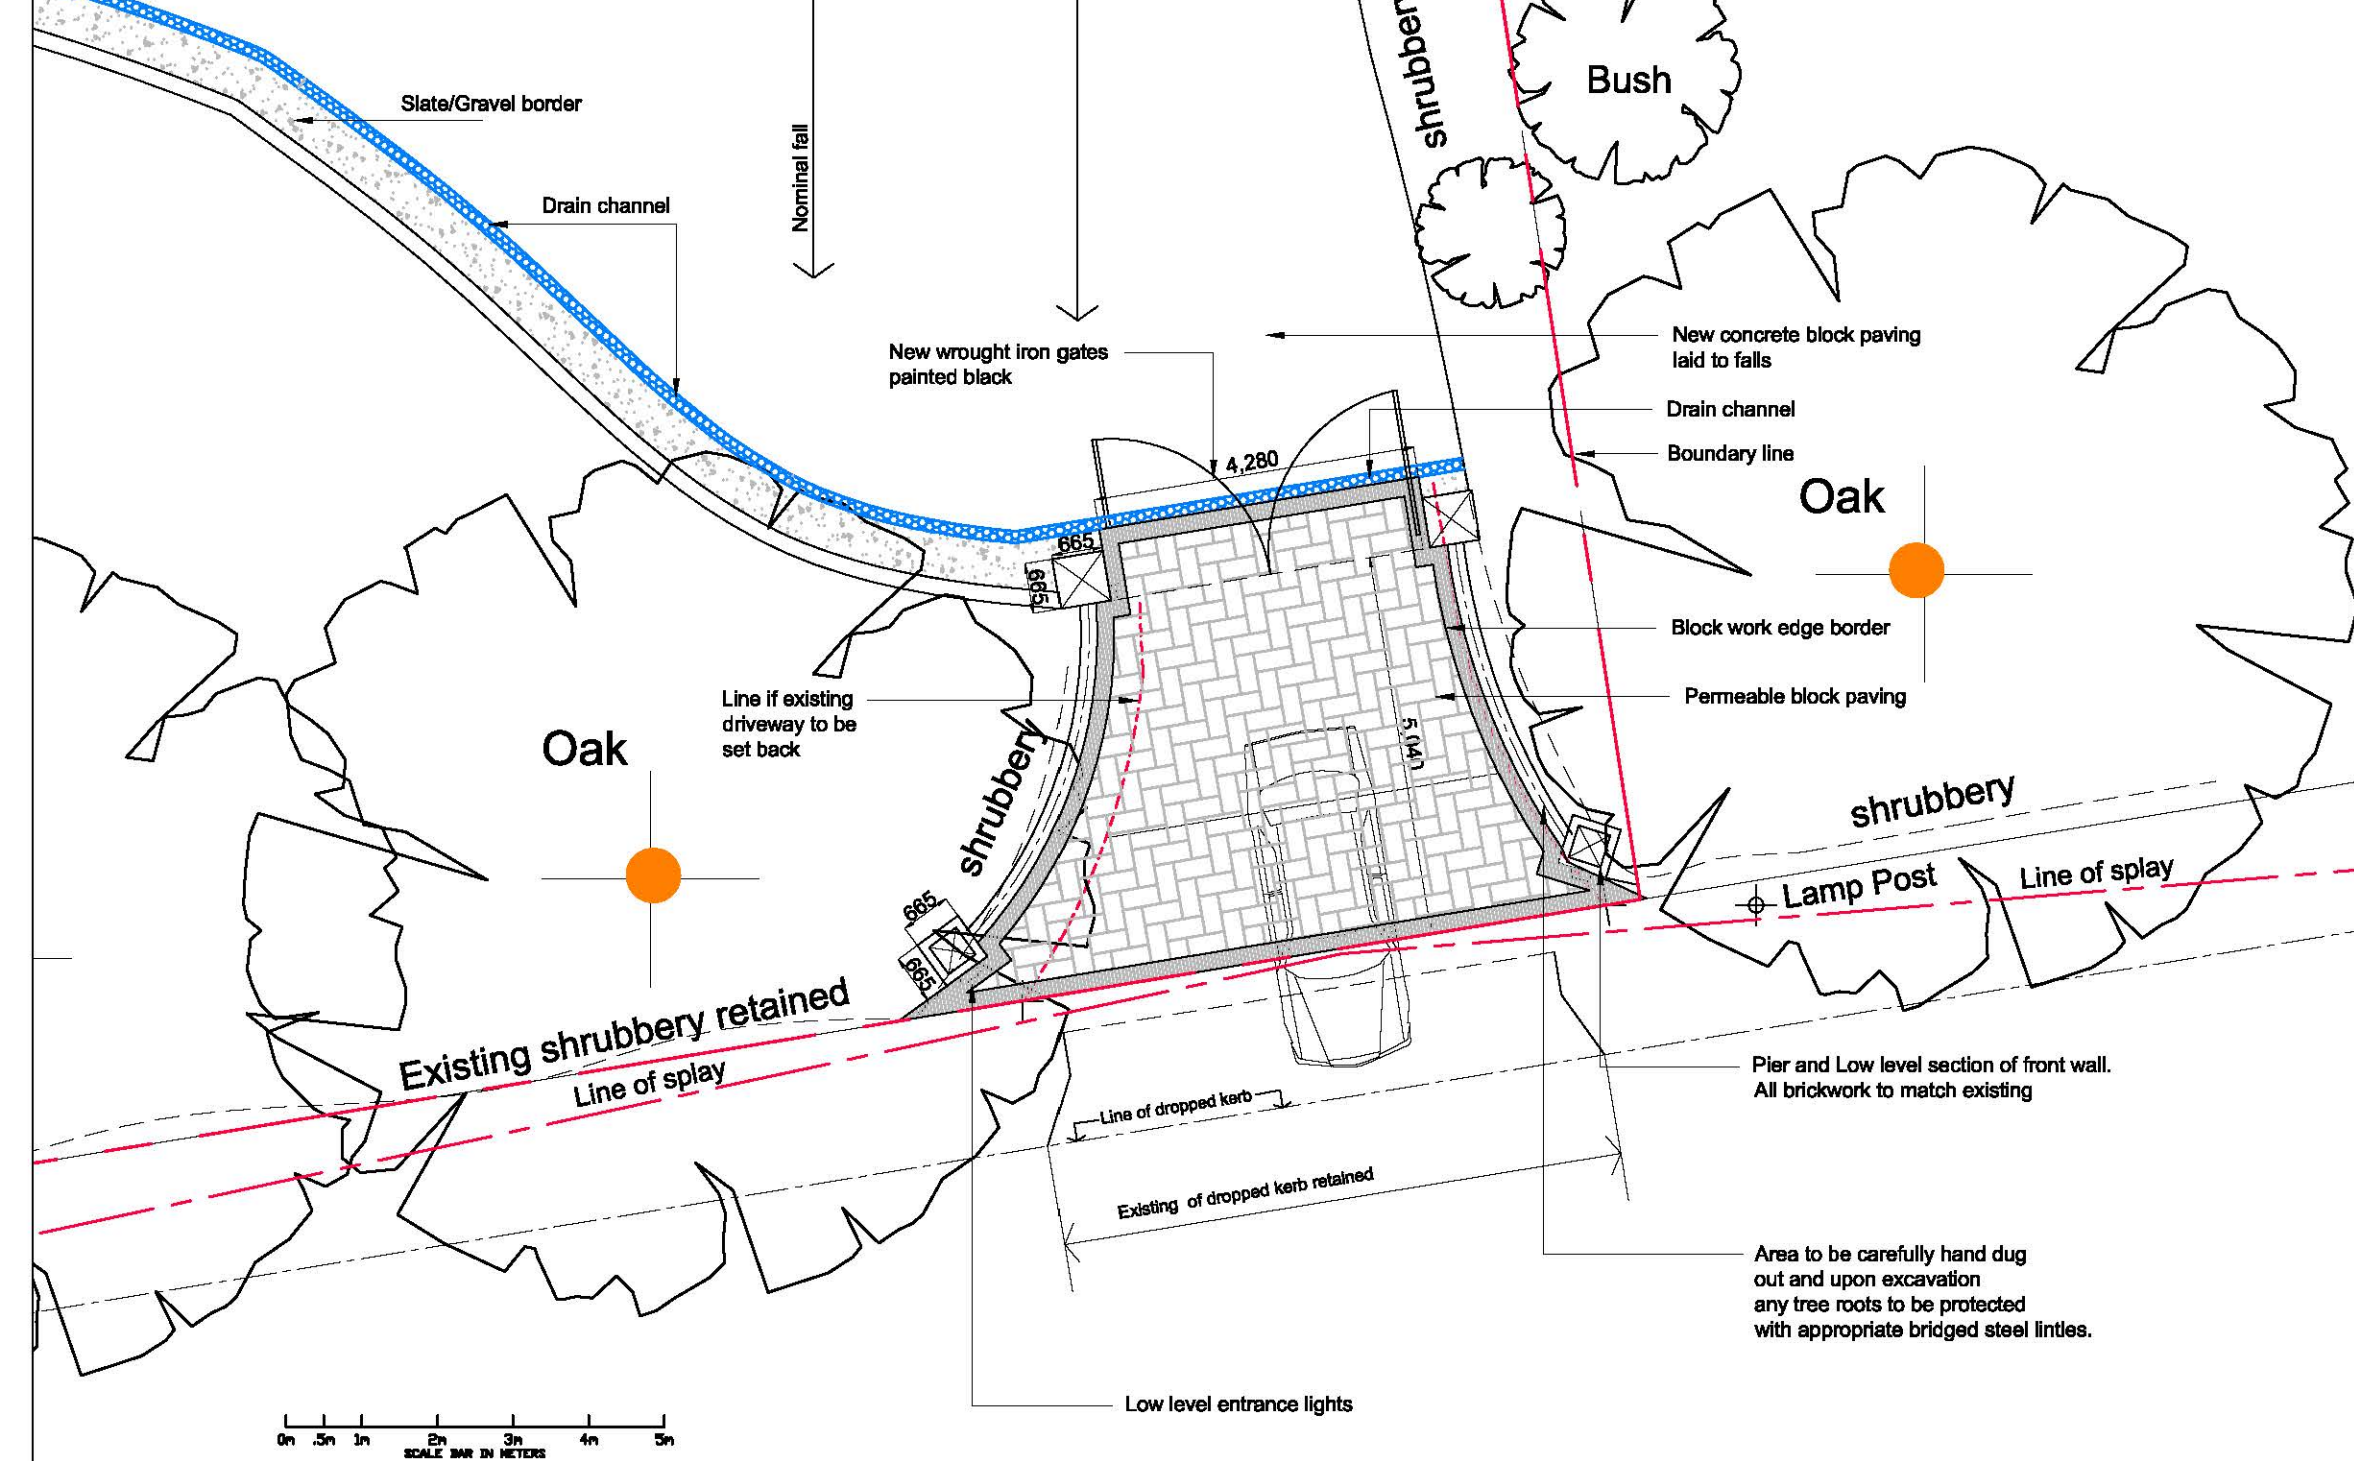 shrubber
Bush
Slate/Gravel border
Drain channel
Nominal fall
New wrought iron gates
painted black
New concrete block paving
laid to falls
Drain channel
Boundary line
4,280
Oak
665
665
Block work edge border
Line if existing
driveway to be
set back
Permeable block paving
5,040
Oak
shrubbery
shrubbery
Lamp Post
Line of splay
665
665
Existing shrubbery retained
Line of splay
Line of dropped kerb
Pier and Low level section of front wall.
All brickwork to match existing
Existing of dropped kerb retained
Area to be carefully hand dug
out and upon excavation
any tree roots to be protected
with appropriate bridged steel lintles.
Low level entrance lights
0m .5m 1m 2m 3m 4m 5m
SCALE BAR IN METERS